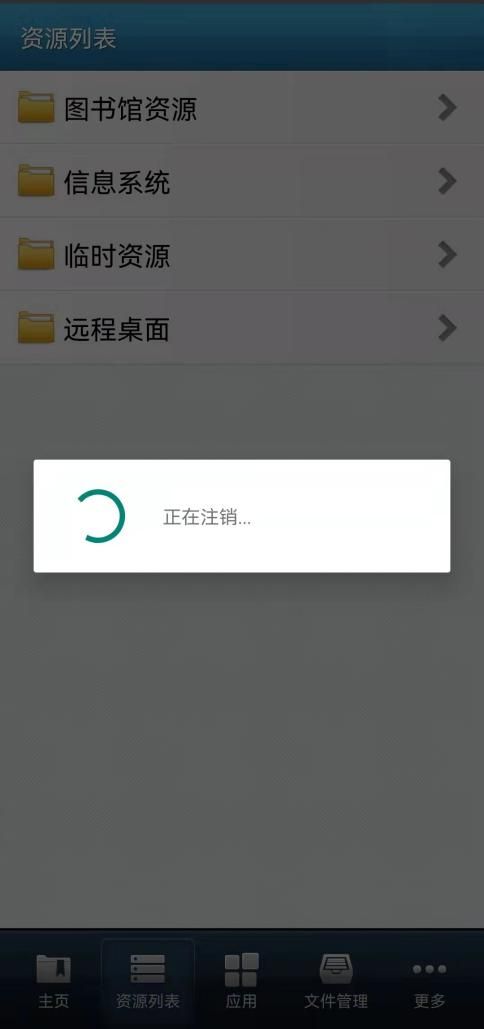 资源列表
图书馆资源
信息系统
临时资源
远程桌面
正在注销...
主页
资源列表
应用
文件管理
更多